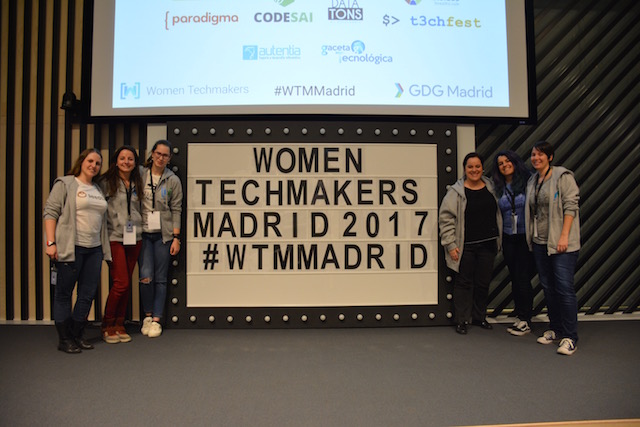 DATA
{paradigma
CODESAI
TONS
$> t3chfest
autentia
gaceta tecnológica
Women Techmakers
#WTMMadrid
GDG Madrid
WOMEN
TECHMAKERS
MADRID 2017
#WTMMADRID